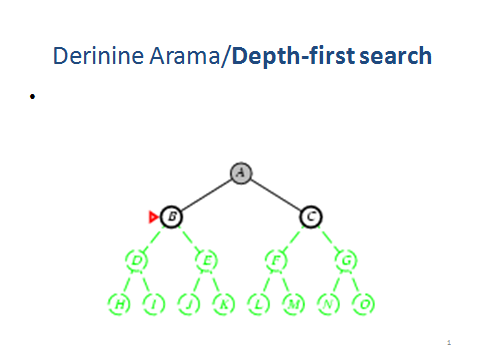 Derinine Arama/Depth-first search
•
A
B C
D E F G
H I J K L M N O
1